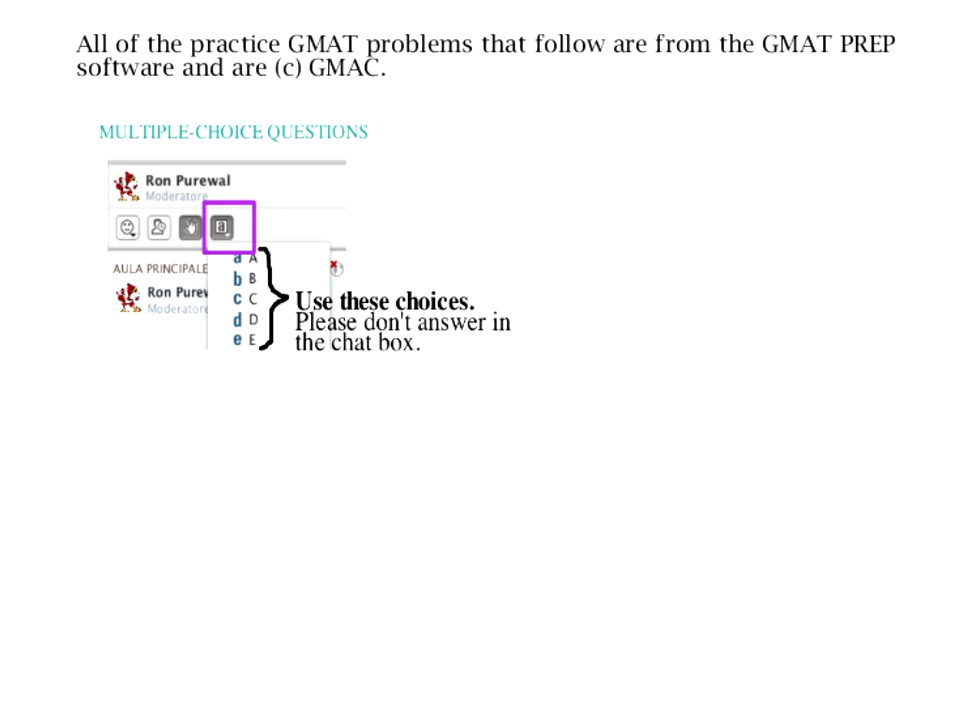 All of the practice GMAT problems that follow are from the GMAT PREP
software and are (c) GMAC.
MULTIPLE-CHOICE QUESTIONS
Ron Purewal
Moderatore
a
AULA PRINCIPALE
Ron Purew
Moderatore
a A
b B
c C
d D
e E
Use these choices.
Please don't answer in
the chat box.